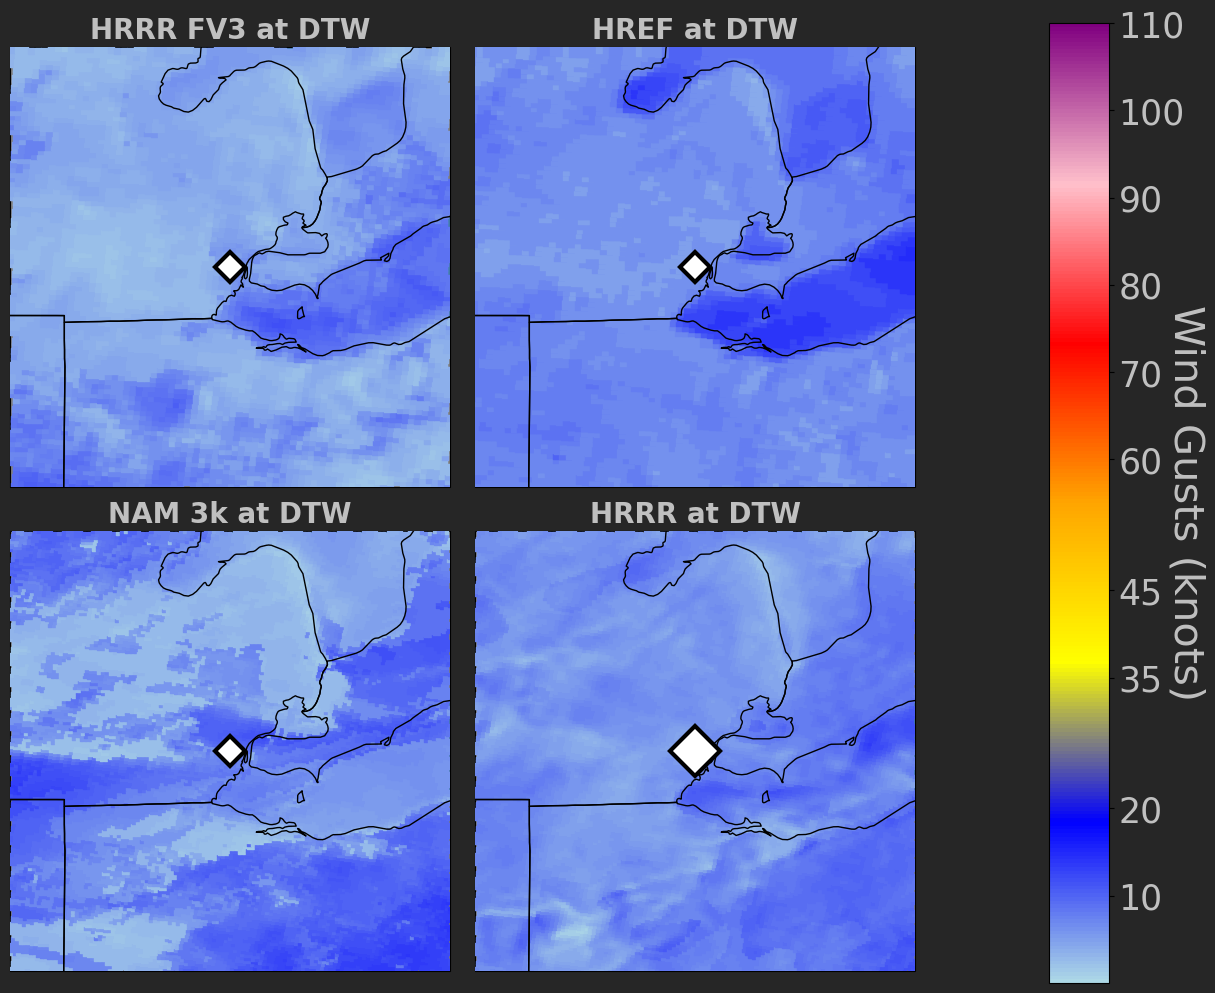 HRRR FV3 at DTW
HREF at DTW
NAM 3k at DTW
HRRR at DTW
110
100
90
80
70
60
45
35
20
10
Wind Gusts (knots)